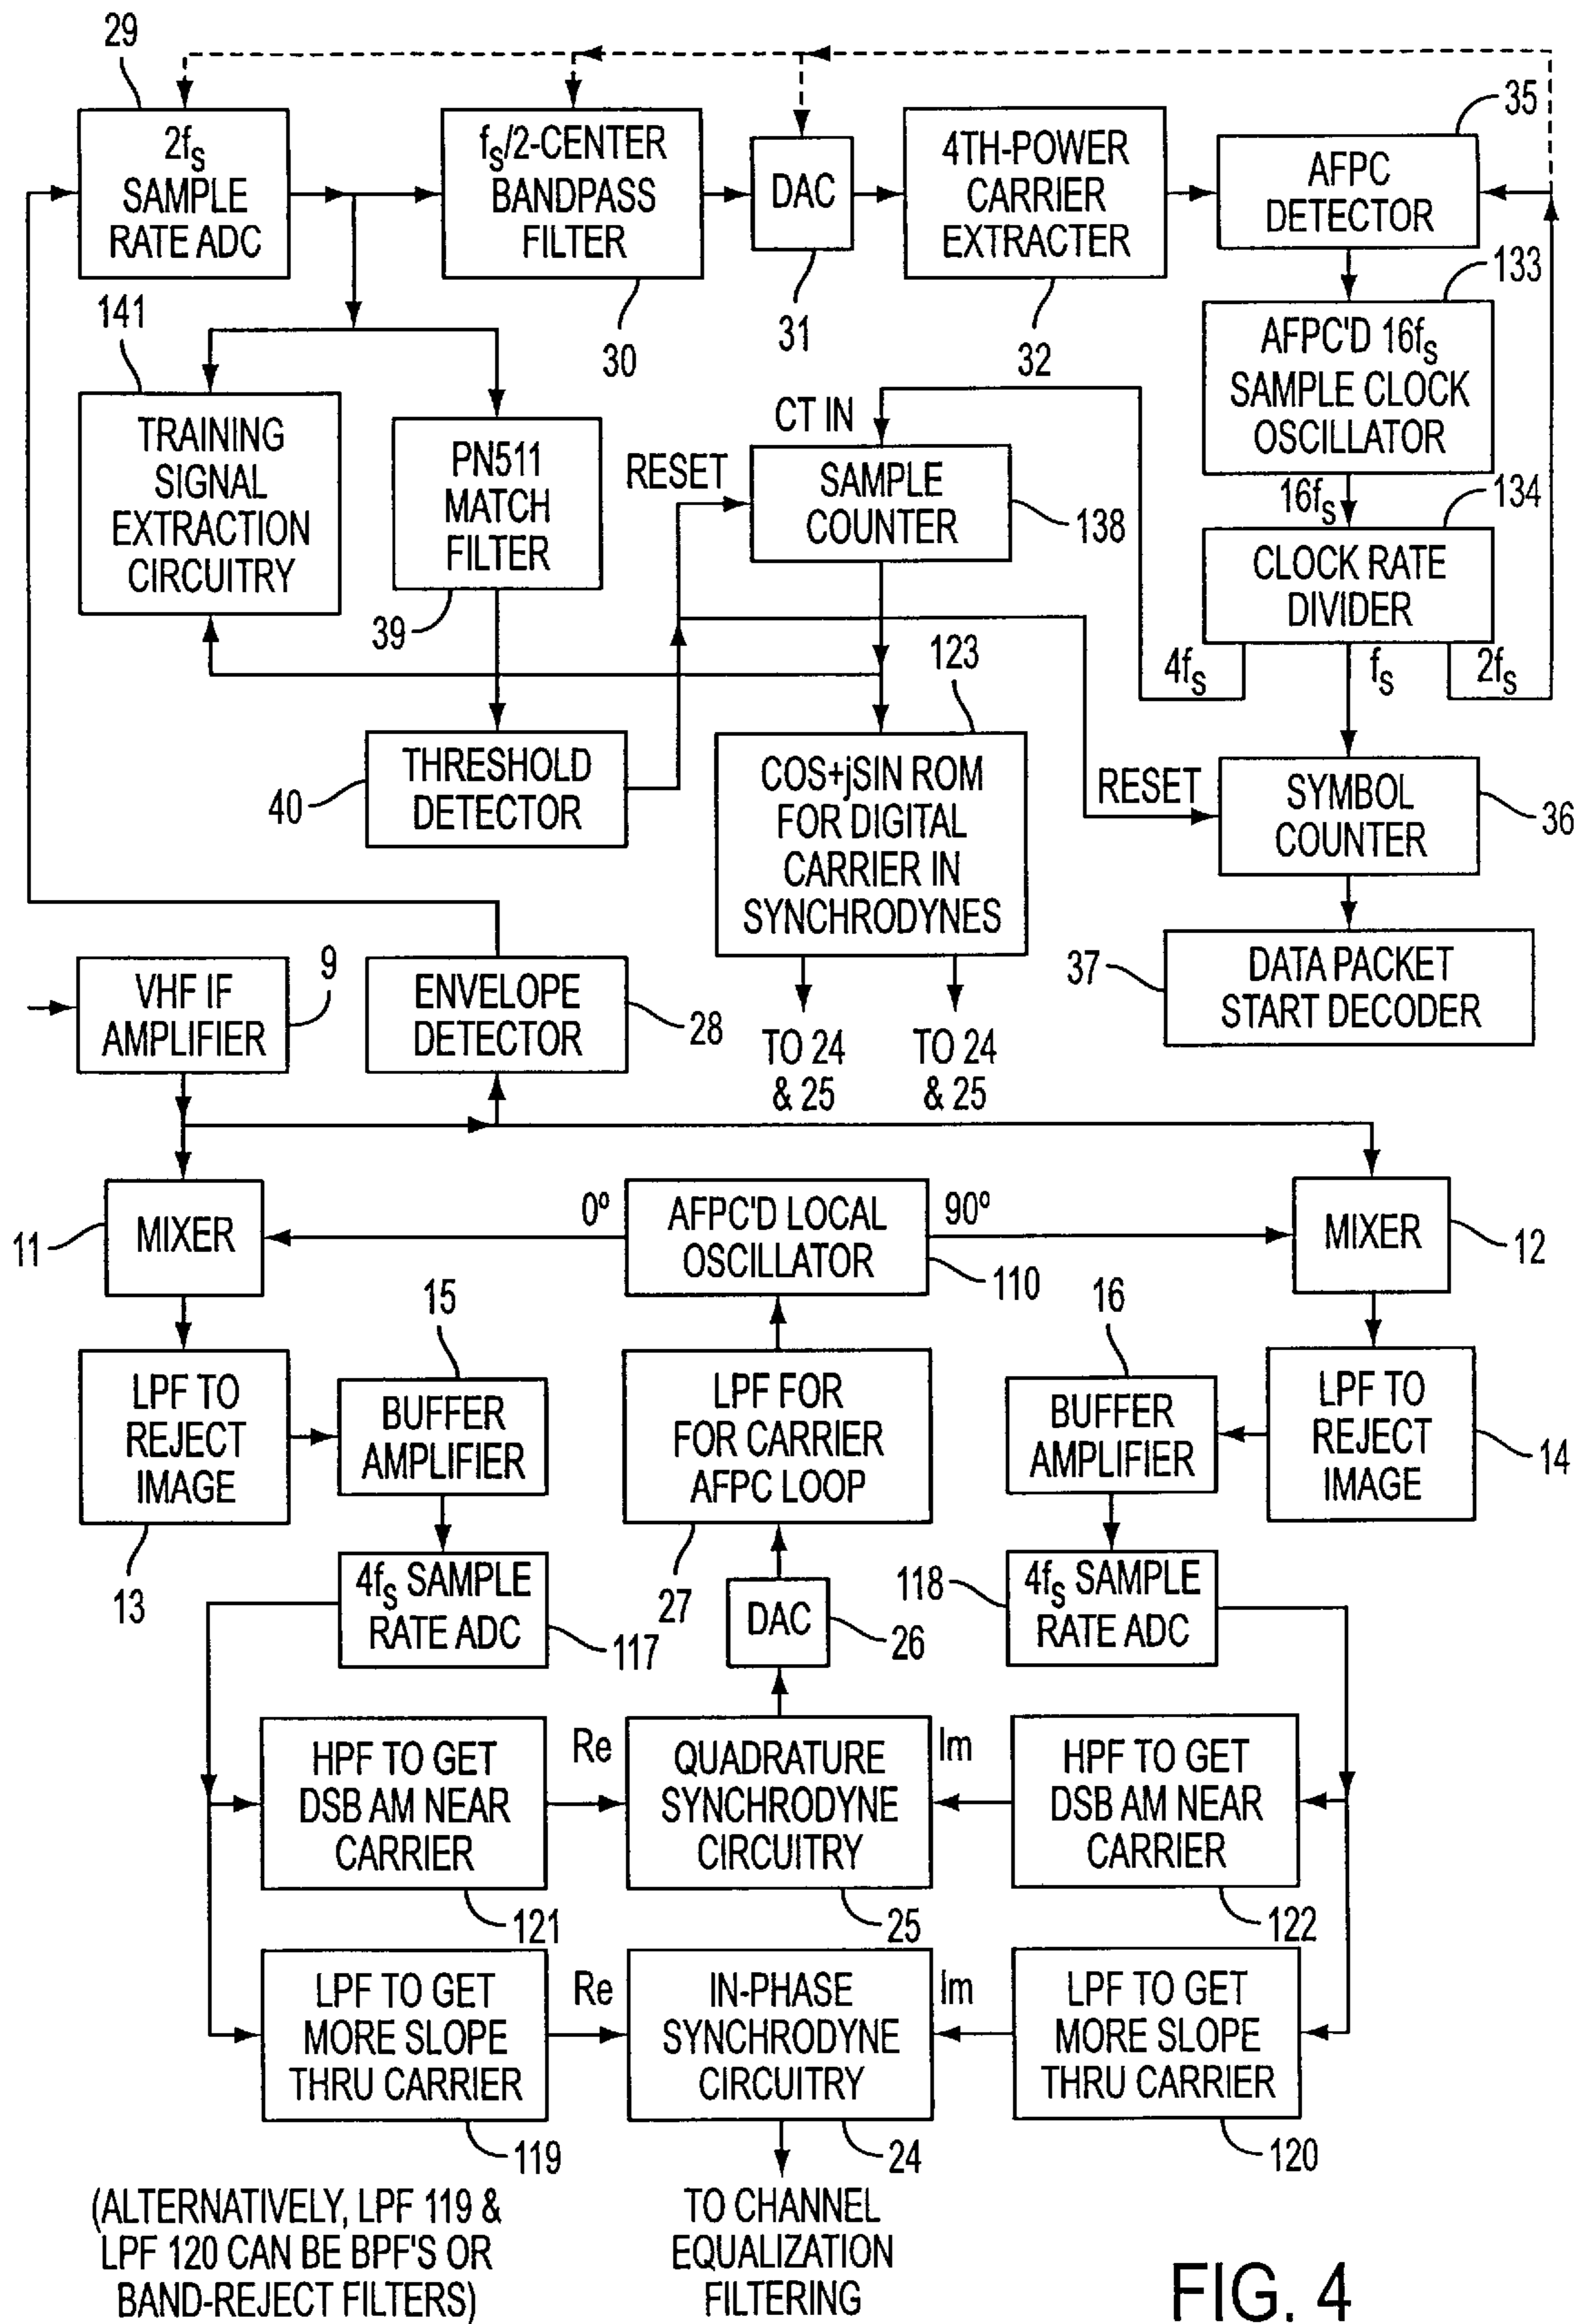 29
2fs
SAMPLE
RATE ADC
fs/2-CENTER
BANDPASS
FILTER
30
DAC
31
4TH-POWER
CARRIER
EXTRACTER
32
35
AFPC
DETECTOR
133
AFPC'D 16fs
SAMPLE CLOCK
OSCILLATOR
16fs
134
CLOCK RATE
DIVIDER
4fs
fs
2fs
141
TRAINING
SIGNAL
EXTRACTION
CIRCUITRY
PN511
MATCH
FILTER
39
CT IN
RESET
SAMPLE
COUNTER
138
THRESHOLD
DETECTOR
40
123
COS+jSIN ROM
FOR DIGITAL
CARRIER IN
SYNCHRODYNES
TO 24
& 25
TO 24
& 25
RESET
SYMBOL
COUNTER
36
37
DATA PACKET
START DECODER
VHF IF
AMPLIFIER
9
ENVELOPE
DETECTOR
28
11
MIXER
0º
AFPC'D LOCAL
OSCILLATOR
90º
110
MIXER
12
LPF TO
REJECT
IMAGE
13
15
BUFFER
AMPLIFIER
LPF FOR
FOR CARRIER
AFPC LOOP
27
16
BUFFER
AMPLIFIER
LPF TO
REJECT
IMAGE
14
4fs SAMPLE
RATE ADC
117
DAC
26
118
4fs SAMPLE
RATE ADC
HPF TO GET
DSB AM NEAR
CARRIER
121
Re
QUADRATURE
SYNCHRODYNE
CIRCUITRY
25
Im
HPF TO GET
DSB AM NEAR
CARRIER
122
LPF TO GET
MORE SLOPE
THRU CARRIER
119
Re
IN-PHASE
SYNCHRODYNE
CIRCUITRY
24
Im
LPF TO GET
MORE SLOPE
THRU CARRIER
120
(ALTERNATIVELY, LPF 119 &
LPF 120 CAN BE BPF'S OR
BAND-REJECT FILTERS)
TO CHANNEL
EQUALIZATION
FILTERING
FIG. 4